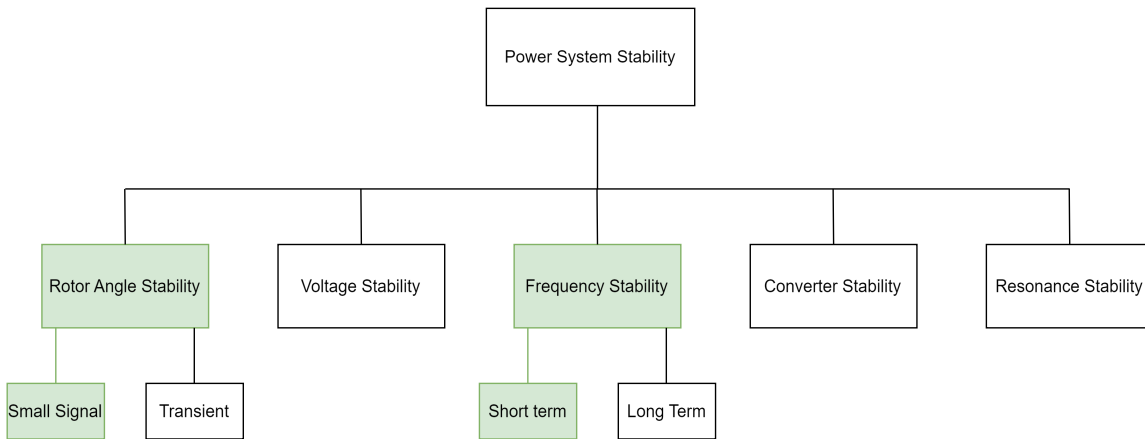 Power System Stability
Rotor Angle Stability
Voltage Stability
Frequency Stability
Converter Stability
Resonance Stability
Small Signal
Transient
Short term
Long Term